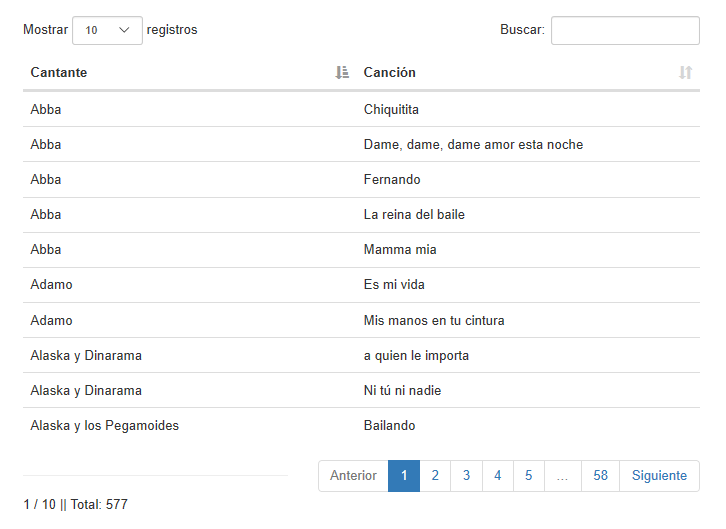 Mostrar 10 registros Buscar:
Cantante Canción
Abba Chiquitita
Abba Dame, dame, dame amor esta noche
Abba Fernando
Abba La reina del baile
Abba Mamma mia
Adamo Es mi vida
Adamo Mis manos en tu cintura
Alaska y Dinarama a quien le importa
Alaska y Dinarama Ni tú ni nadie
Alaska y los Pegamoides Bailando
Anterior 1 2 3 4 5 ... 58 Siguiente
1 / 10 || Total: 577